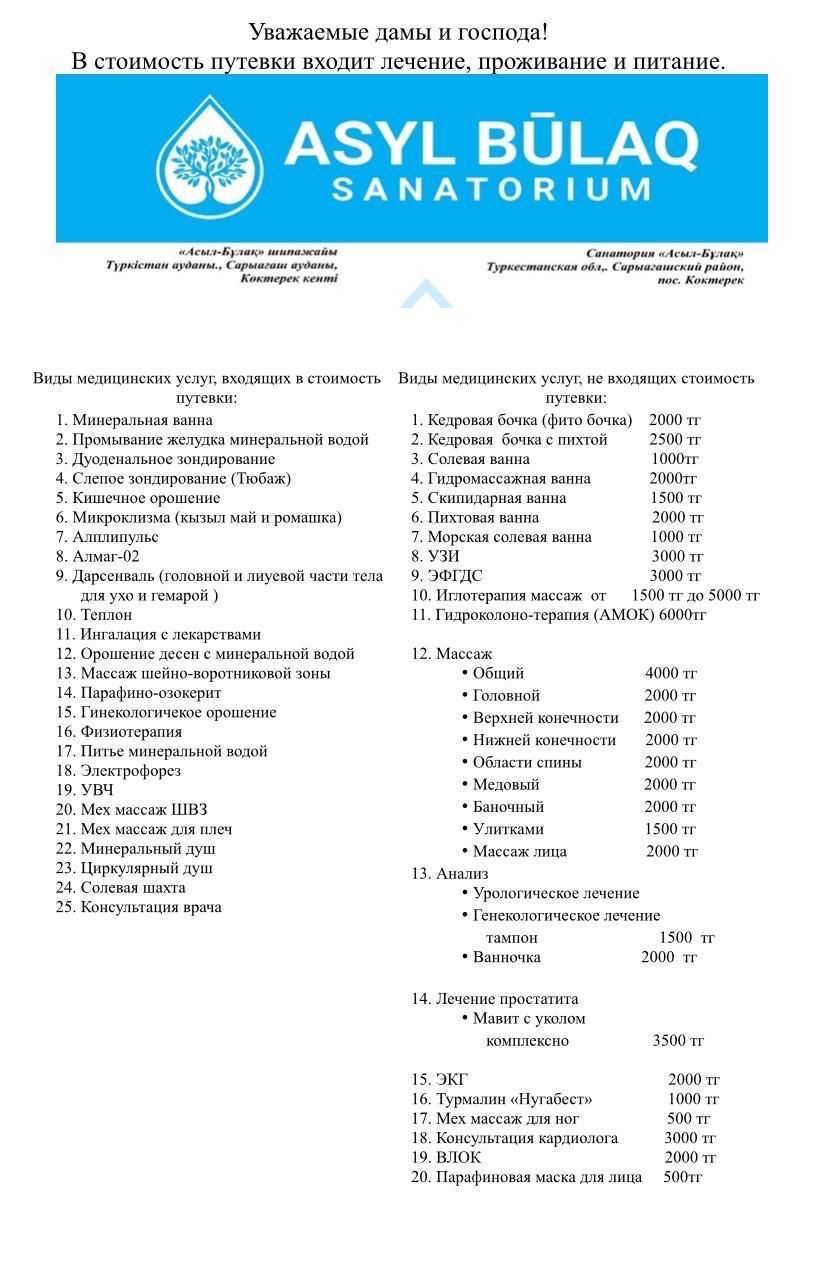 Уважаемые дамы и господа!
В стоимость путевки входит лечение, проживание и питание.
ASYL BŪLAQ
SANATORIUM
«Асыл-Бұлақ» шипажайы
Түркістан ауданы., Сарыағаш ауданы,
Көктерек кенті
Санатория «Асыл-Бұлақ»
Туркестанская обл,. Сарыагашский район,
пос. Коктерек
Виды медицинских услуг, входящих в стоимость
путевки:
1. Минеральная ванна
2. Промывание желудка минеральной водой
3. Дуоденальное зондирование
4. Слепое зондирование (Тюбаж)
5. Кишечное орошение
6. Микроклизма (кызыл май и ромашка)
7. Алплипульс
8. Алмаг-02
9. Дарсенваль (головной и лиуевой части тела
для ухо и гемарой )
10. Теплон
11. Ингалация с лекарствами
12. Орошение десен с минеральной водой
13. Массаж шейно-воротниковой зоны
14. Парафино-озокерит
15. Гинекологичекое орошение
16. Физиотерапия
17. Питье минеральной водой
18. Электрофорез
19. УВЧ
20. Мех массаж ШВЗ
21. Мех массаж для плеч
22. Минеральный душ
23. Циркулярный душ
24. Солевая шахта
25. Консультация врача
Виды медицинских услуг, не входящих стоимость
путевки:
1. Кедровая бочка (фито бочка) 2000 тг
2. Кедровая бочка с пихтой 2500 тг
3. Солевая ванна 1000тг
4. Гидромассажная ванна 2000тг
5. Скипидарная ванна 1500 тг
6. Пихтовая ванна 2000 тг
7. Морская солевая ванна 1000 тг
8. УЗИ 3000 тг
9. ЭФГДС 3000 тг
10. Иглотерапия массаж от 1500 тг до 5000 тг
11. Гидроколоно-терапия (АМОК) 6000тг
12. Массаж
• Общий 4000 тг
• Головной 2000 тг
• Верхней конечности 2000 тг
• Нижней конечности 2000 тг
• Области спины 2000 тг
• Медовый 2000 тг
• Баночный 2000 тг
• Улитками 1500 тг
• Массаж лица 2000 тг
13. Анализ
• Урологическое лечение
• Генекологическое лечение
тампон 1500 тг
• Ванночка 2000 тг
14. Лечение простатита
• Мавит с уколом
комплексно 3500 тг
15. ЭКГ 2000 тг
16. Турмалин «Нугабест» 1000 тг
17. Мех массаж для ног 500 тг
18. Консультация кардиолога 3000 тг
19. ВЛОК 2000 тг
20. Парафиновая маска для лица 500тг